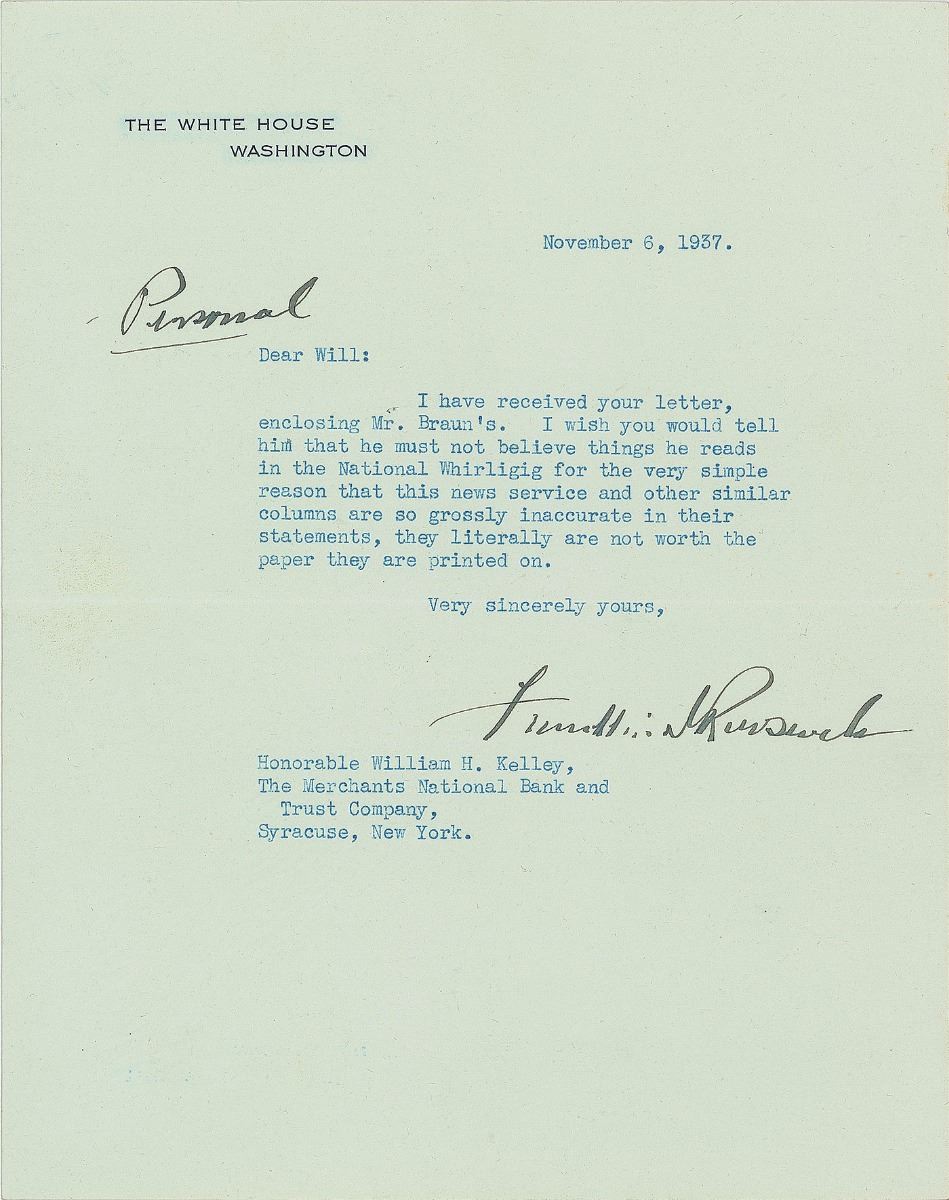 THE WHITE HOUSE
WASHINGTON
November 6, 1937.
Personal
Dear Will:
I have received your letter,
enclosing Mr. Braun's. I wish you would tell
him that he must not believe things he reads
in the National Whirligig for the very simple
reason that this news service and other similar
columns are so grossly inaccurate in their
statements, they literally are not worth the
paper they are printed on.
Very sincerely yours,
Franklin D Roosevelt
Honorable William H. Kelley,
The Merchants National Bank and
Trust Company,
Syracuse, New York.